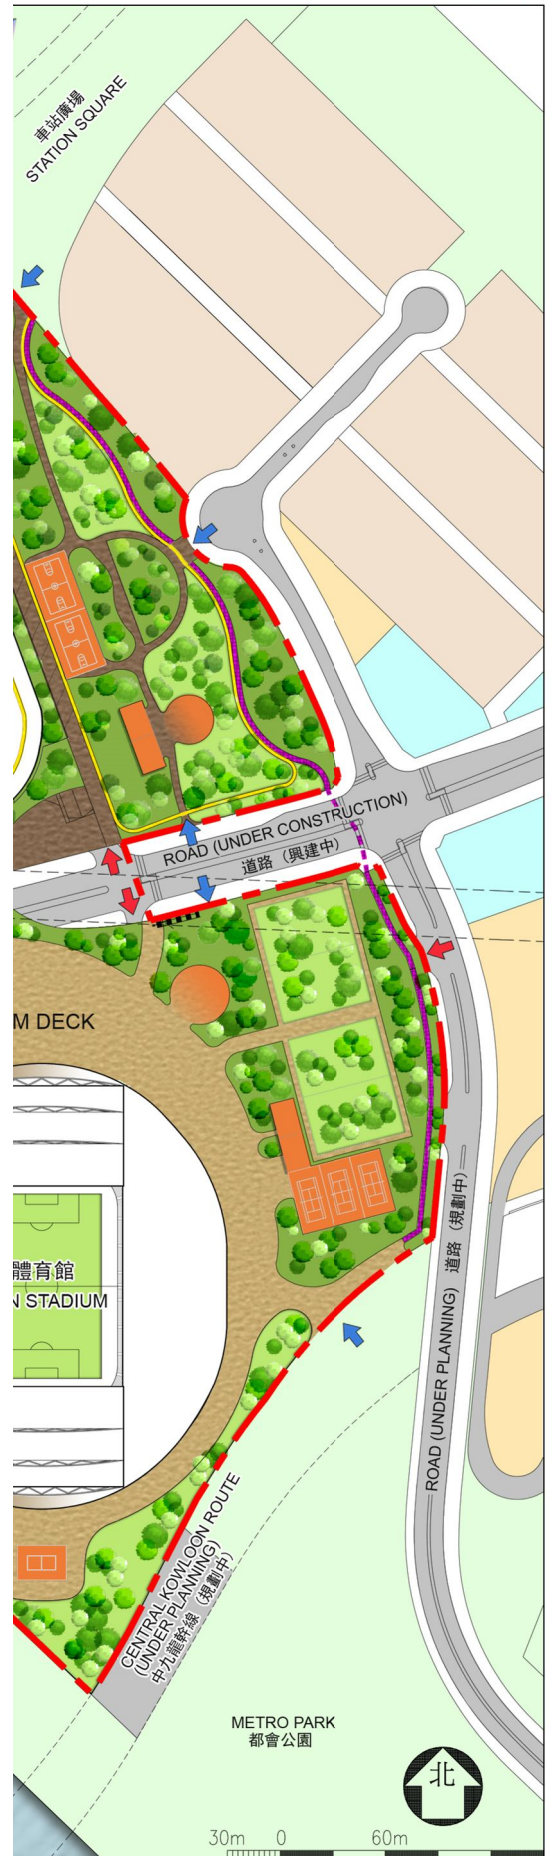 車站廣場
STATION SQUARE
ROAD (UNDER CONSTRUCTION)
道路 (興建中)
M DECK
體育館
N STADIUM
ROAD (UNDER PLANNING) 道路 (規劃中)
CENTRAL KOWLOON ROUTE
(UNDER PLANNING)
中九龍幹線 (規劃中)
METRO PARK
都會公園
北
30m 0 60m